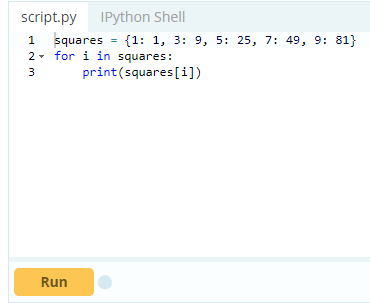 script.py IPython Shell
1 squares = {1: 1, 3: 9, 5: 25, 7: 49, 9: 81}
2 for i in squares:
3     print(squares[i])
Run